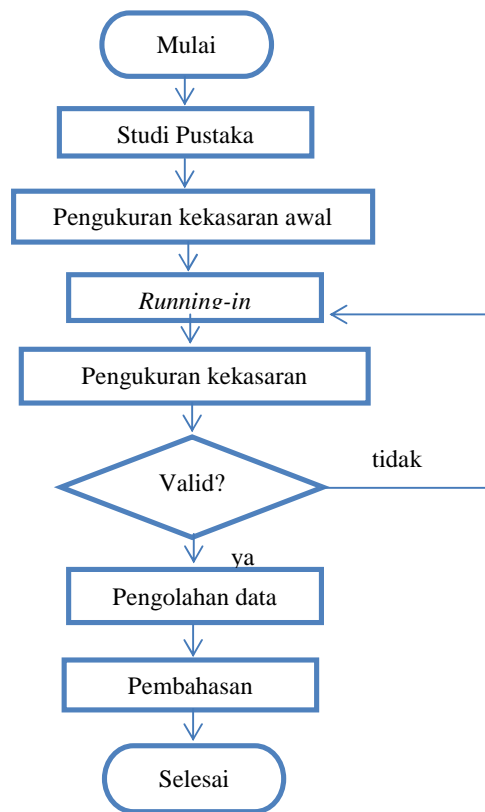 Mulai
Studi Pustaka
Pengukuran kekasaran awal
Running-in
Pengukuran kekasaran
Valid?
tidak
ya
Pengolahan data
Pembahasan
Selesai